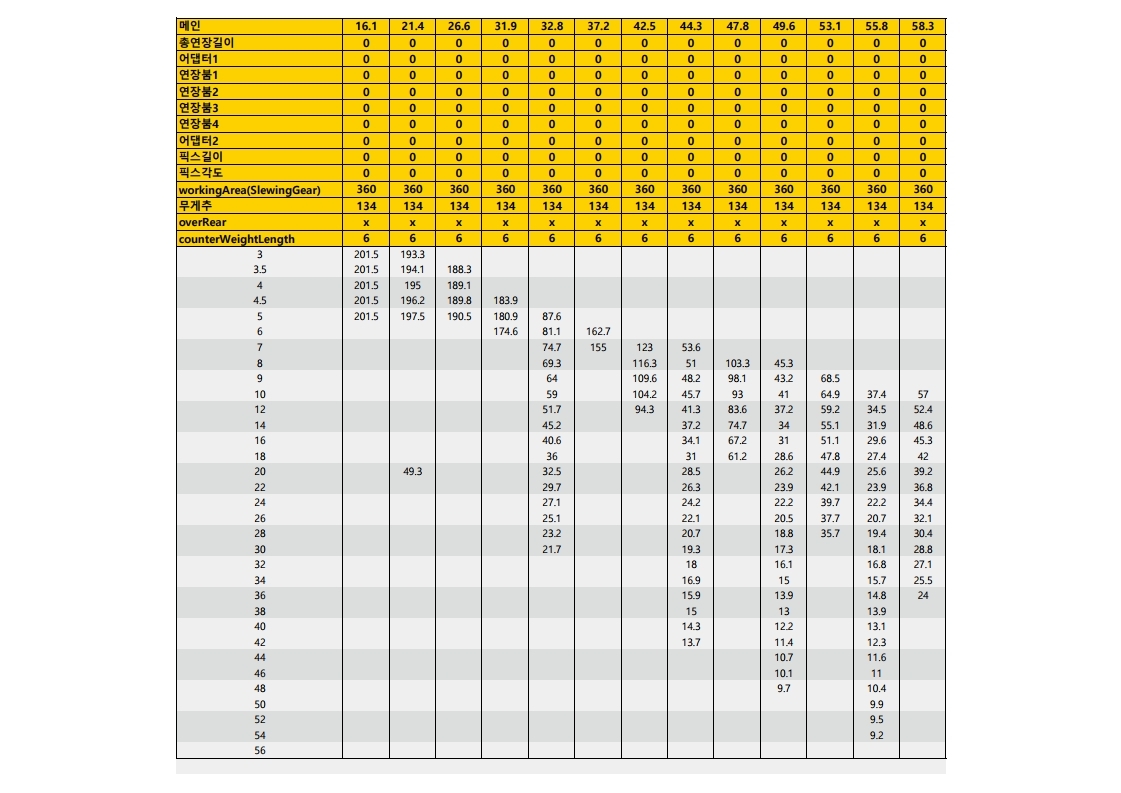 메인 16.1 21.4 26.6 31.9 32.8 37.2 42.5 44.3 47.8 49.6 53.1 55.8 58.3
총연장길이 0 0 0 0 0 0 0 0 0 0 0 0 0
어댑터1 0 0 0 0 0 0 0 0 0 0 0 0 0
연장붐1 0 0 0 0 0 0 0 0 0 0 0 0 0
연장붐2 0 0 0 0 0 0 0 0 0 0 0 0 0
연장붐3 0 0 0 0 0 0 0 0 0 0 0 0 0
연장붐4 0 0 0 0 0 0 0 0 0 0 0 0 0
어댑터2 0 0 0 0 0 0 0 0 0 0 0 0 0
픽스길이 0 0 0 0 0 0 0 0 0 0 0 0 0
픽스각도 0 0 0 0 0 0 0 0 0 0 0 0 0
workingArea(SlewingGear) 360 360 360 360 360 360 360 360 360 360 360 360 360
무게추 134 134 134 134 134 134 134 134 134 134 134 134 134
overRear x x x x x x x x x x x x x
counterWeightLength 6 6 6 6 6 6 6 6 6 6 6 6 6
3 201.5 193.3
3.5 201.5 194.1 188.3
4 201.5 195 189.1
4.5 201.5 196.2 189.8 183.9
5 201.5 197.5 190.5 180.9 87.6
6 174.6 81.1 162.7
7 74.7 155 123 53.6
8 69.3 116.3 51 103.3 45.3
9 64 109.6 48.2 98.1 43.2 68.5
10 59 104.2 45.7 93 41 64.9 37.4 57
12 51.7 94.3 41.3 83.6 37.2 59.2 34.5 52.4
14 45.2 37.2 74.7 34 55.1 31.9 48.6
16 40.6 34.1 67.2 31 51.1 29.6 45.3
18 36 31 61.2 28.6 47.8 27.4 42
20 49.3 32.5 28.5 26.2 44.9 25.6 39.2
22 29.7 26.3 23.9 42.1 23.9 36.8
24 27.1 24.2 22.2 39.7 22.2 34.4
26 25.1 22.1 20.5 37.7 20.7 32.1
28 23.2 20.7 18.8 35.7 19.4 30.4
30 21.7 19.3 17.3 18.1 28.8
32 18 16.1 16.8 27.1
34 16.9 15 15.7 25.5
36 15.9 13.9 14.8 24
38 15 13 13.9
40 14.3 12.2 13.1
42 13.7 11.4 12.3
44 10.7 11.6
46 10.1 11
48 9.7 10.4
50 9.9
52 9.5
54 9.2
56